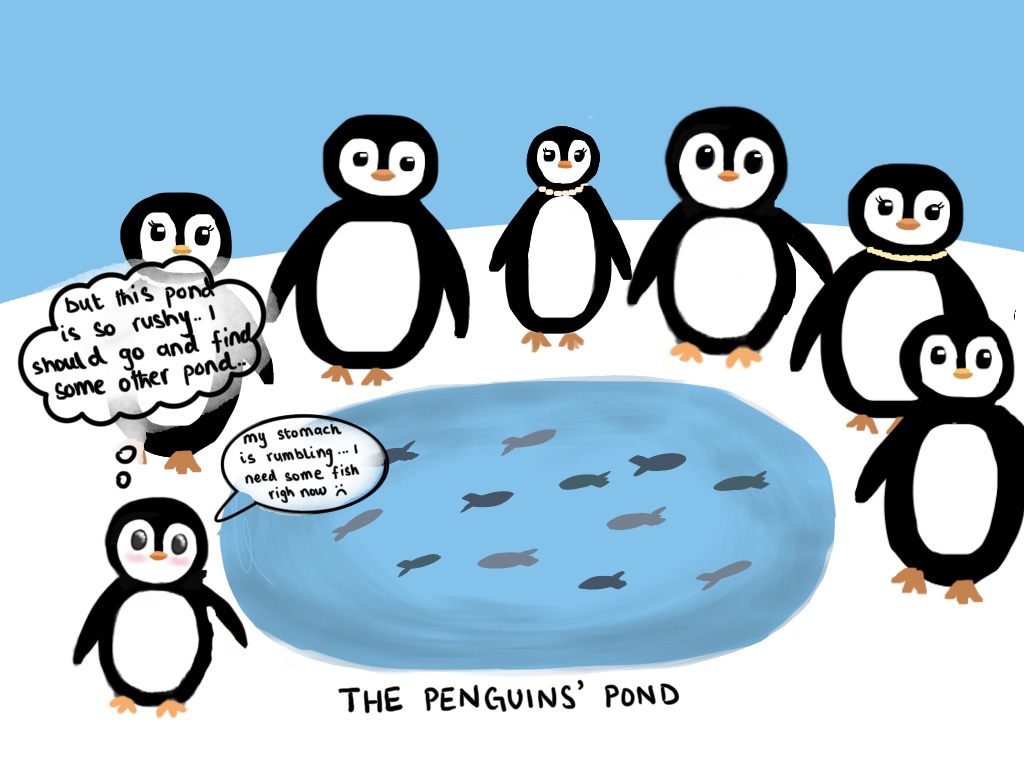 but this pond
is so rushy.. I
should go and find
some other pond..
my stomach
is rumbling... I
need some fish
righ now :(
THE PENGUINS' POND